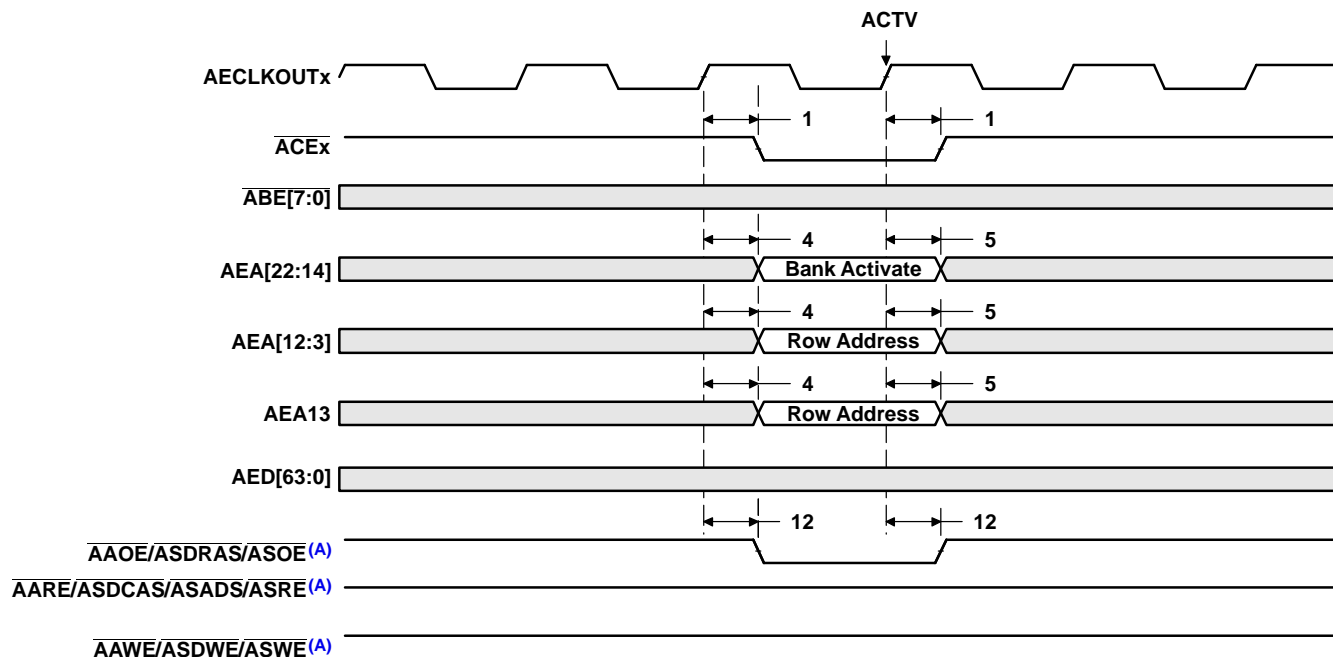 ACTV
AECLKOUTx
1 1
ACEx
ABE[7:0]
4 5
AEA[22:14] Bank Activate
4 5
AEA[12:3] Row Address
4 5
AEA13 Row Address
AED[63:0]
12 12
AAOE/ASDRAS/ASOE(A)
AARE/ASDCAS/ASADS/ASRE(A)
AAWE/ASDWE/ASWE(A)